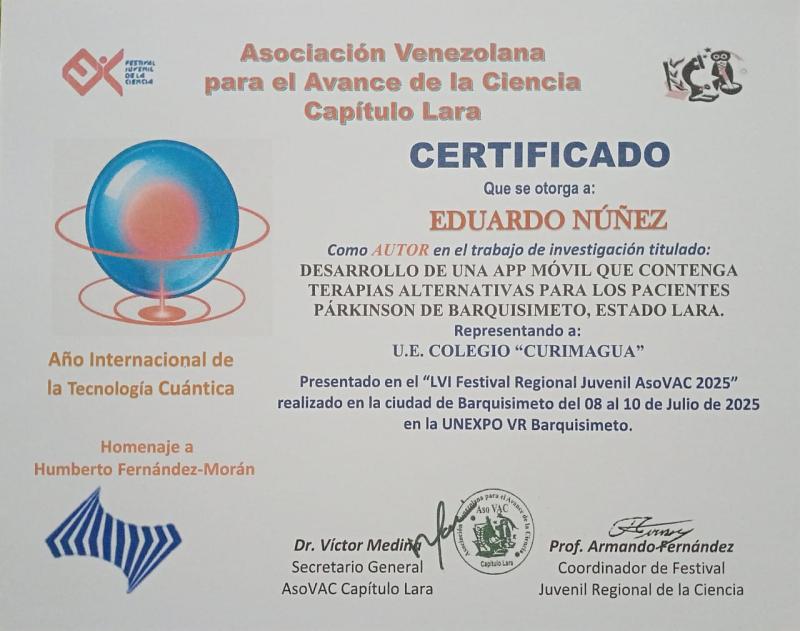 FESTIVAL
JUVENIL
DE LA
CIENCIA
Asociación Venezolana
para el Avance de la Ciencia
Capítulo Lara
CERTIFICADO
Que se otorga a:
EDUARDO NÚÑEZ
Como AUTOR en el trabajo de investigación titulado:
DESARROLLO DE UNA APP MÓVIL QUE CONTENGA
TERAPIAS ALTERNATIVAS PARA LOS PACIENTES
PÁRKINSON DE BARQUISIMETO, ESTADO LARA.
Representando a:
U.E. COLEGIO “CURIMAGUA”
Presentado en el “LVI Festival Regional Juvenil AsoVAC 2025”
realizado en la ciudad de Barquisimeto del 08 al 10 de Julio de 2025
en la UNEXPO VR Barquisimeto.
Año Internacional de
la Tecnología Cuántica
Homenaje a
Humberto Fernández-Morán
Dr. Víctor Medina
Secretario General
AsoVAC Capítulo Lara
Asociación Venezolana para el Avance de la Ciencia
Aso VAC
Capítulo Lara
Prof. Armando Fernández
Coordinador de Festival
Juvenil Regional de la Ciencia